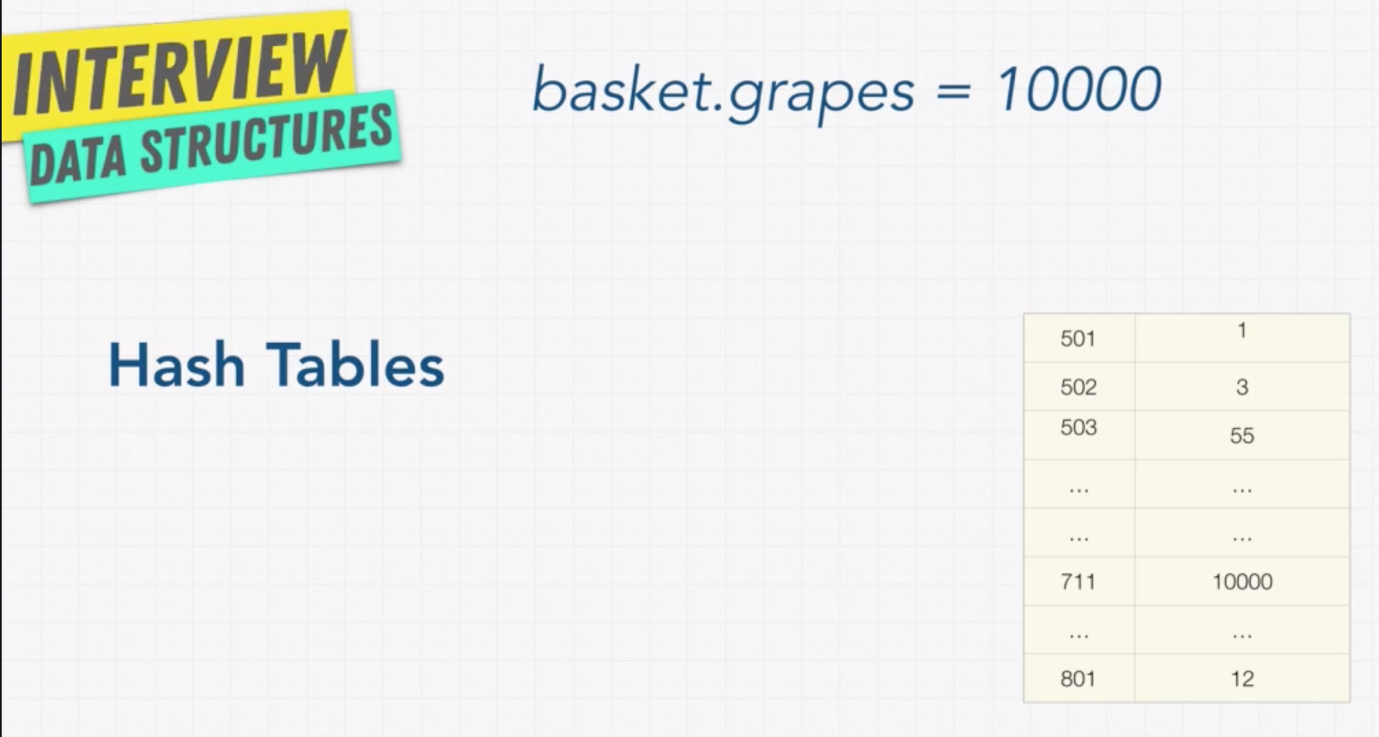 INTERVIEW
DATA STRUCTURES
basket.grapes = 10000
Hash Tables
501 1
502 3
503 55
... ...
... ...
711 10000
... ...
801 12